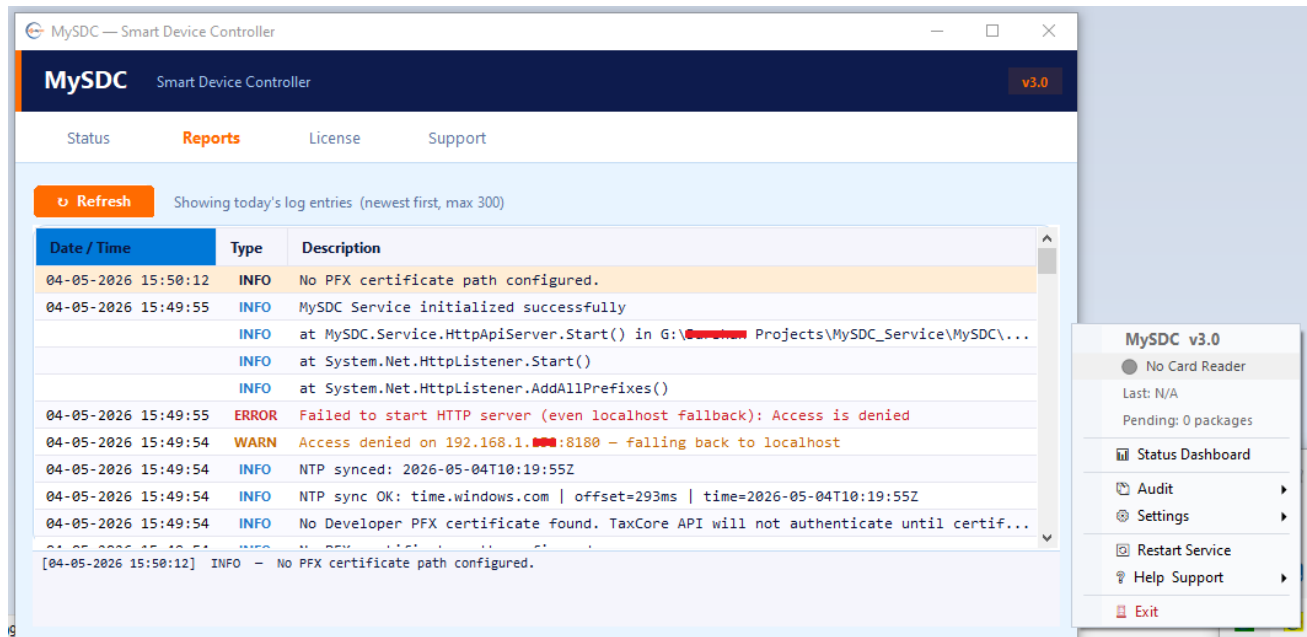 MySDC — Smart Device Controller
MySDC Smart Device Controller v3.0
Status Reports License Support
↻ Refresh Showing today's log entries (newest first, max 300)
Date / Time Type Description
04-05-2026 15:50:12 INFO No PFX certificate path configured.
04-05-2026 15:49:55 INFO MySDC Service initialized successfully
INFO at MySDC.Service.HttpApiServer.Start() in G:\ Projects\MySDC_Service\MySDC\...
INFO at System.Net.HttpListener.Start()
INFO at System.Net.HttpListener.AddAllPrefixes()
04-05-2026 15:49:55 ERROR Failed to start HTTP server (even localhost fallback): Access is denied
04-05-2026 15:49:54 WARN Access denied on 192.168.1. :8180 — falling back to localhost
04-05-2026 15:49:54 INFO NTP synced: 2026-05-04T10:19:55Z
04-05-2026 15:49:54 INFO NTP sync OK: time.windows.com | offset=293ms | time=2026-05-04T10:19:55Z
04-05-2026 15:49:54 INFO No Developer PFX certificate found. TaxCore API will not authenticate until certif...
[04-05-2026 15:50:12] INFO — No PFX certificate path configured.
MySDC v3.0
No Card Reader
Last: N/A
Pending: 0 packages
Status Dashboard
Audit
Settings
Restart Service
Help Support
Exit